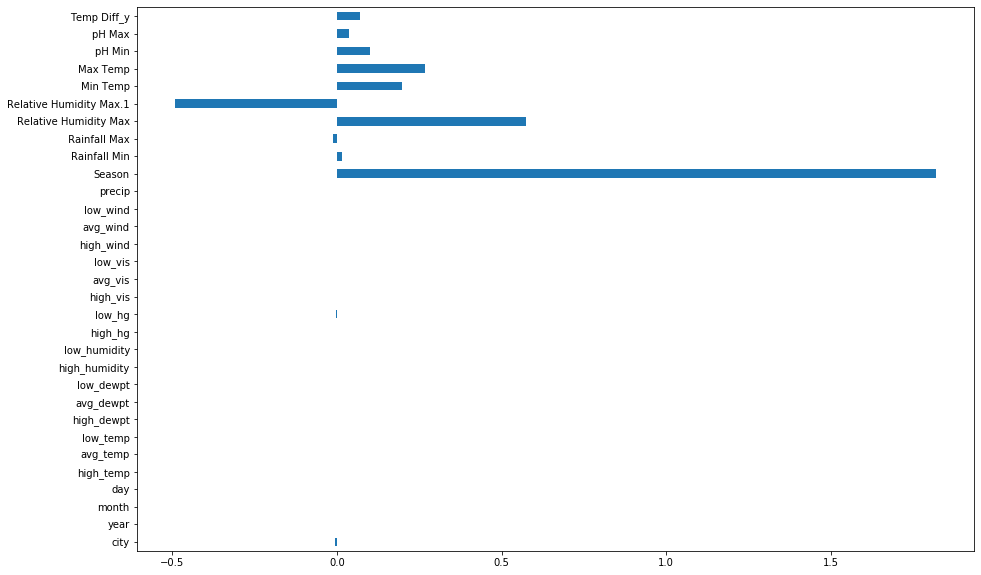 Temp Diff_y
pH Max
pH Min
Max Temp
Min Temp
Relative Humidity Max.1
Relative Humidity Max
Rainfall Max
Rainfall Min
Season
precip
low_wind
avg_wind
high_wind
low_vis
avg_vis
high_vis
low_hg
high_hg
low_humidity
high_humidity
low_dewpt
avg_dewpt
high_dewpt
low_temp
avg_temp
high_temp
day
month
year
city
−0.5 0.0 0.5 1.0 1.5